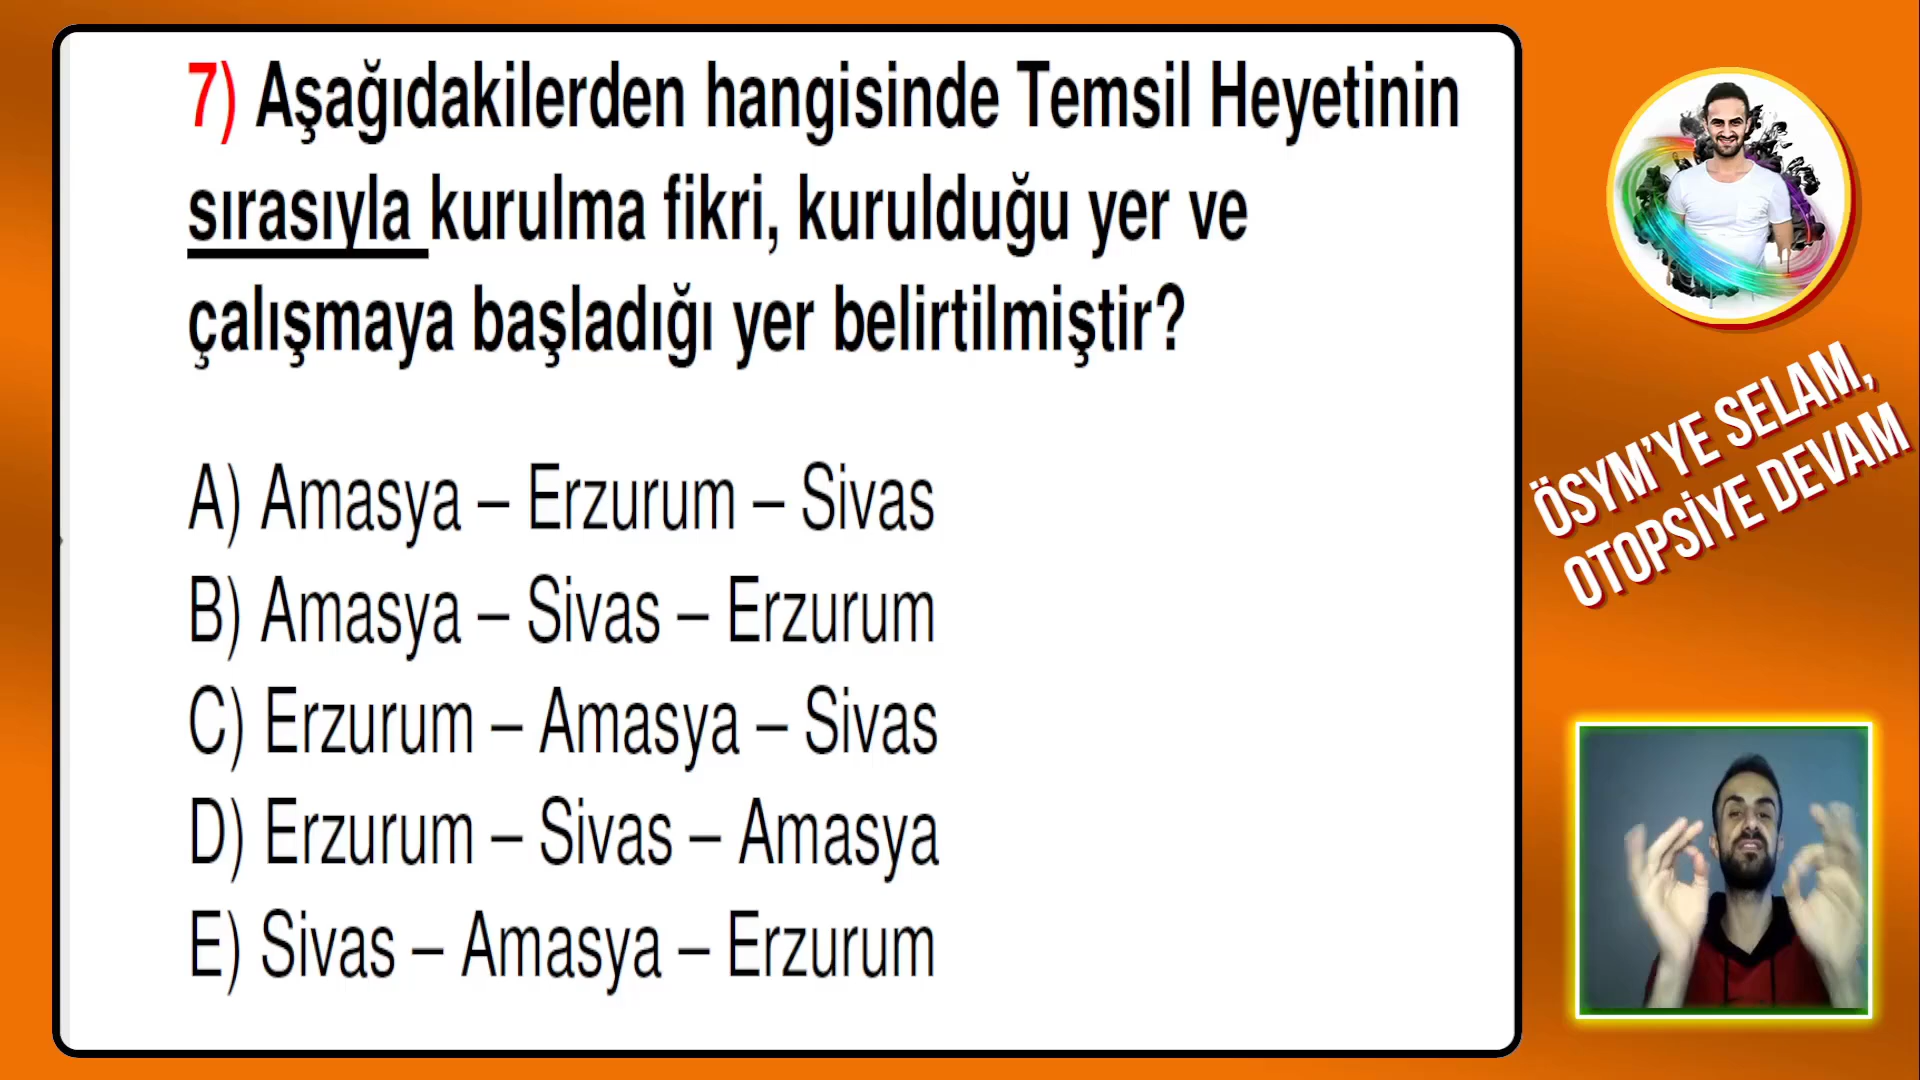 7) Aşağıdakilerden hangisinde Temsil Heyetinin
sırasıyla kurulma fikri, kurulduğu yer ve
çalışmaya başladığı yer belirtilmiştir?
A) Amasya – Erzurum – Sivas
B) Amasya – Sivas – Erzurum
C) Erzurum – Amasya – Sivas
D) Erzurum – Sivas – Amasya
E) Sivas – Amasya – Erzurum
ÖSYM'YE SELAM,
OTOPSİYE DEVAM